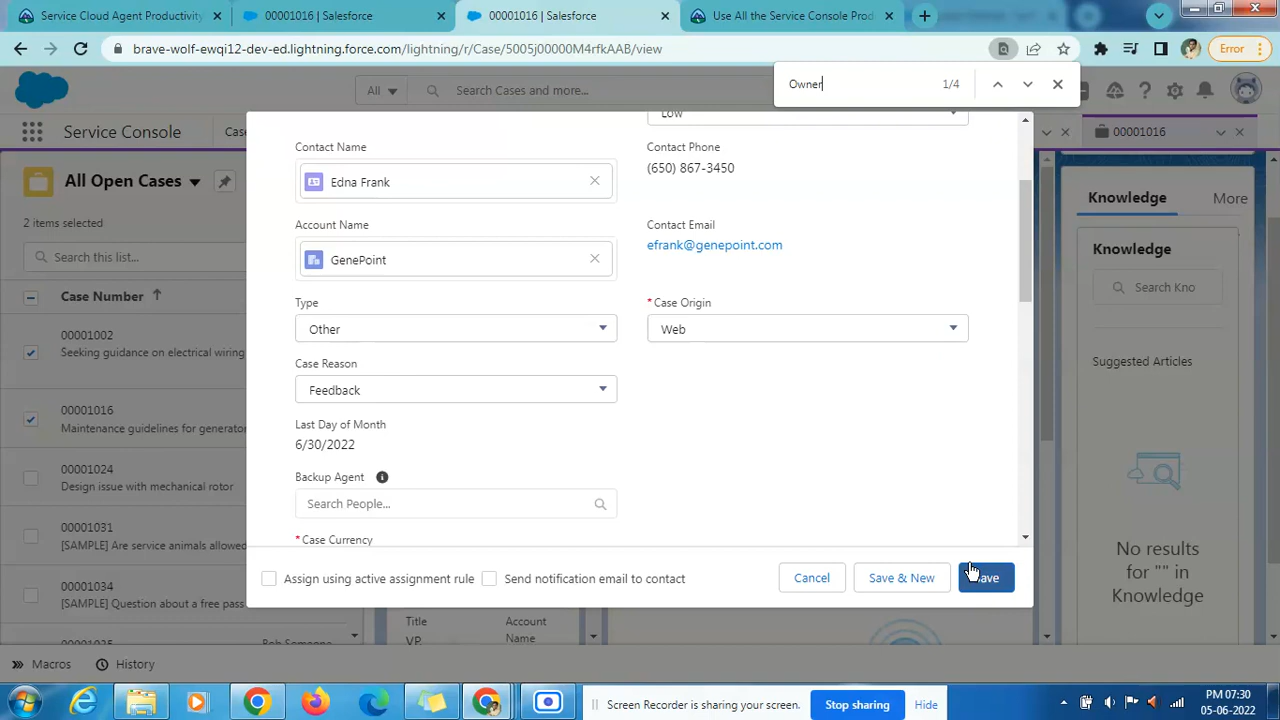 Service Cloud Agent Productivity
00001016 | Salesforce
00001016 | Salesforce
Use All the Service Console Prod
brave-wolf-ewqi12-dev-ed.lightning.force.com/lightning/r/Case/5005j00000M4rfkAAB/view
Error
Owner
1/4
All
Search Cases and more...
Service Console
Cas
00001016
All Open Cases
2 items selected
Search this list...
Case Number
00001002
Seeking guidance on electrical wiring
00001016
Maintenance guidelines for generator
00001024
Design issue with mechanical rotor
00001031
[SAMPLE] Are service animals allowed
00001034
[SAMPLE] Question about a free pass
Low
Contact Name
Edna Frank
Contact Phone
(650) 867-3450
Account Name
GenePoint
Contact Email
efrank@genepoint.com
Type
Other
*Case Origin
Web
Case Reason
Feedback
Last Day of Month
6/30/2022
Backup Agent
Search People...
*Case Currency
Assign using active assignment rule
Send notification email to contact
Cancel
Save & New
Save
Title
VP,
Account
Name
Knowledge
More
Knowledge
Search Kno
Suggested Articles
No results
for "" in
Knowledge
Macros
History
Screen Recorder is sharing your screen.
Stop sharing
Hide
PM 07:30
05-06-2022